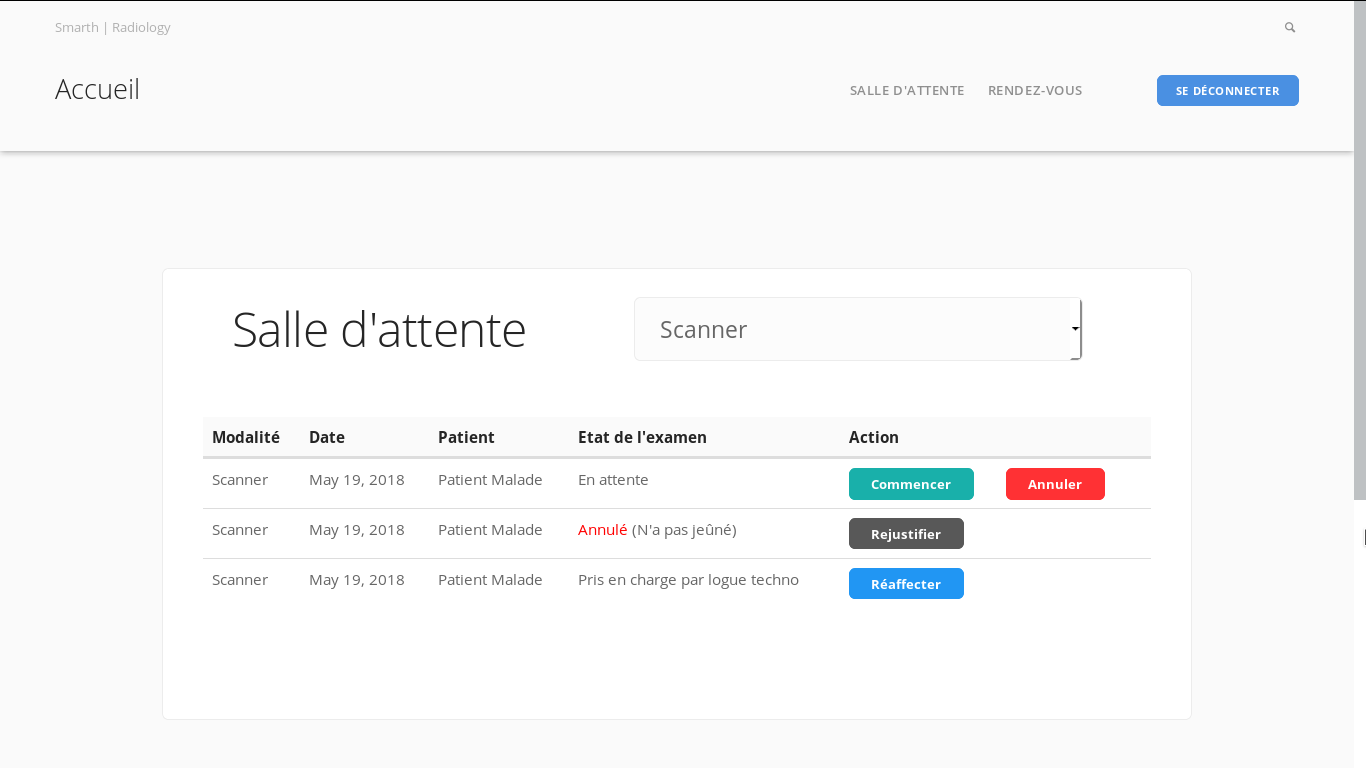 Smarth | Radiology
Accueil SALLE D'ATTENTE RENDEZ-VOUS SE DÉCONNECTER
Salle d'attente Scanner
Modalité Date Patient Etat de l'examen Action
Scanner May 19, 2018 Patient Malade En attente Commencer Annuler
Scanner May 19, 2018 Patient Malade Annulé (N'a pas jeûné) Rejustifier
Scanner May 19, 2018 Patient Malade Pris en charge par logue techno Réaffecter